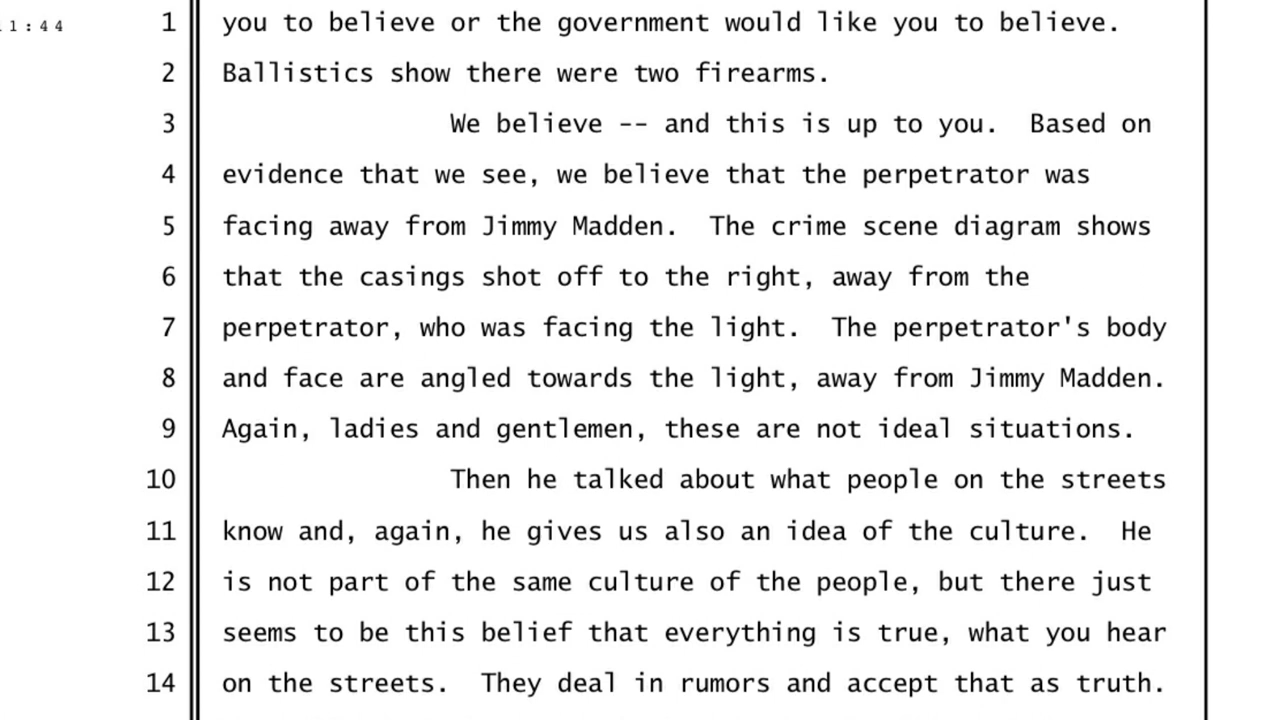 1:44
1 you to believe or the government would like you to believe.
2 Ballistics show there were two firearms.
3 We believe -- and this is up to you.  Based on
4 evidence that we see, we believe that the perpetrator was
5 facing away from Jimmy Madden.  The crime scene diagram shows
6 that the casings shot off to the right, away from the
7 perpetrator, who was facing the light.  The perpetrator's body
8 and face are angled towards the light, away from Jimmy Madden.
9 Again, ladies and gentlemen, these are not ideal situations.
10 Then he talked about what people on the streets
11 know and, again, he gives us also an idea of the culture.  He
12 is not part of the same culture of the people, but there just
13 seems to be this belief that everything is true, what you hear
14 on the streets.  They deal in rumors and accept that as truth.